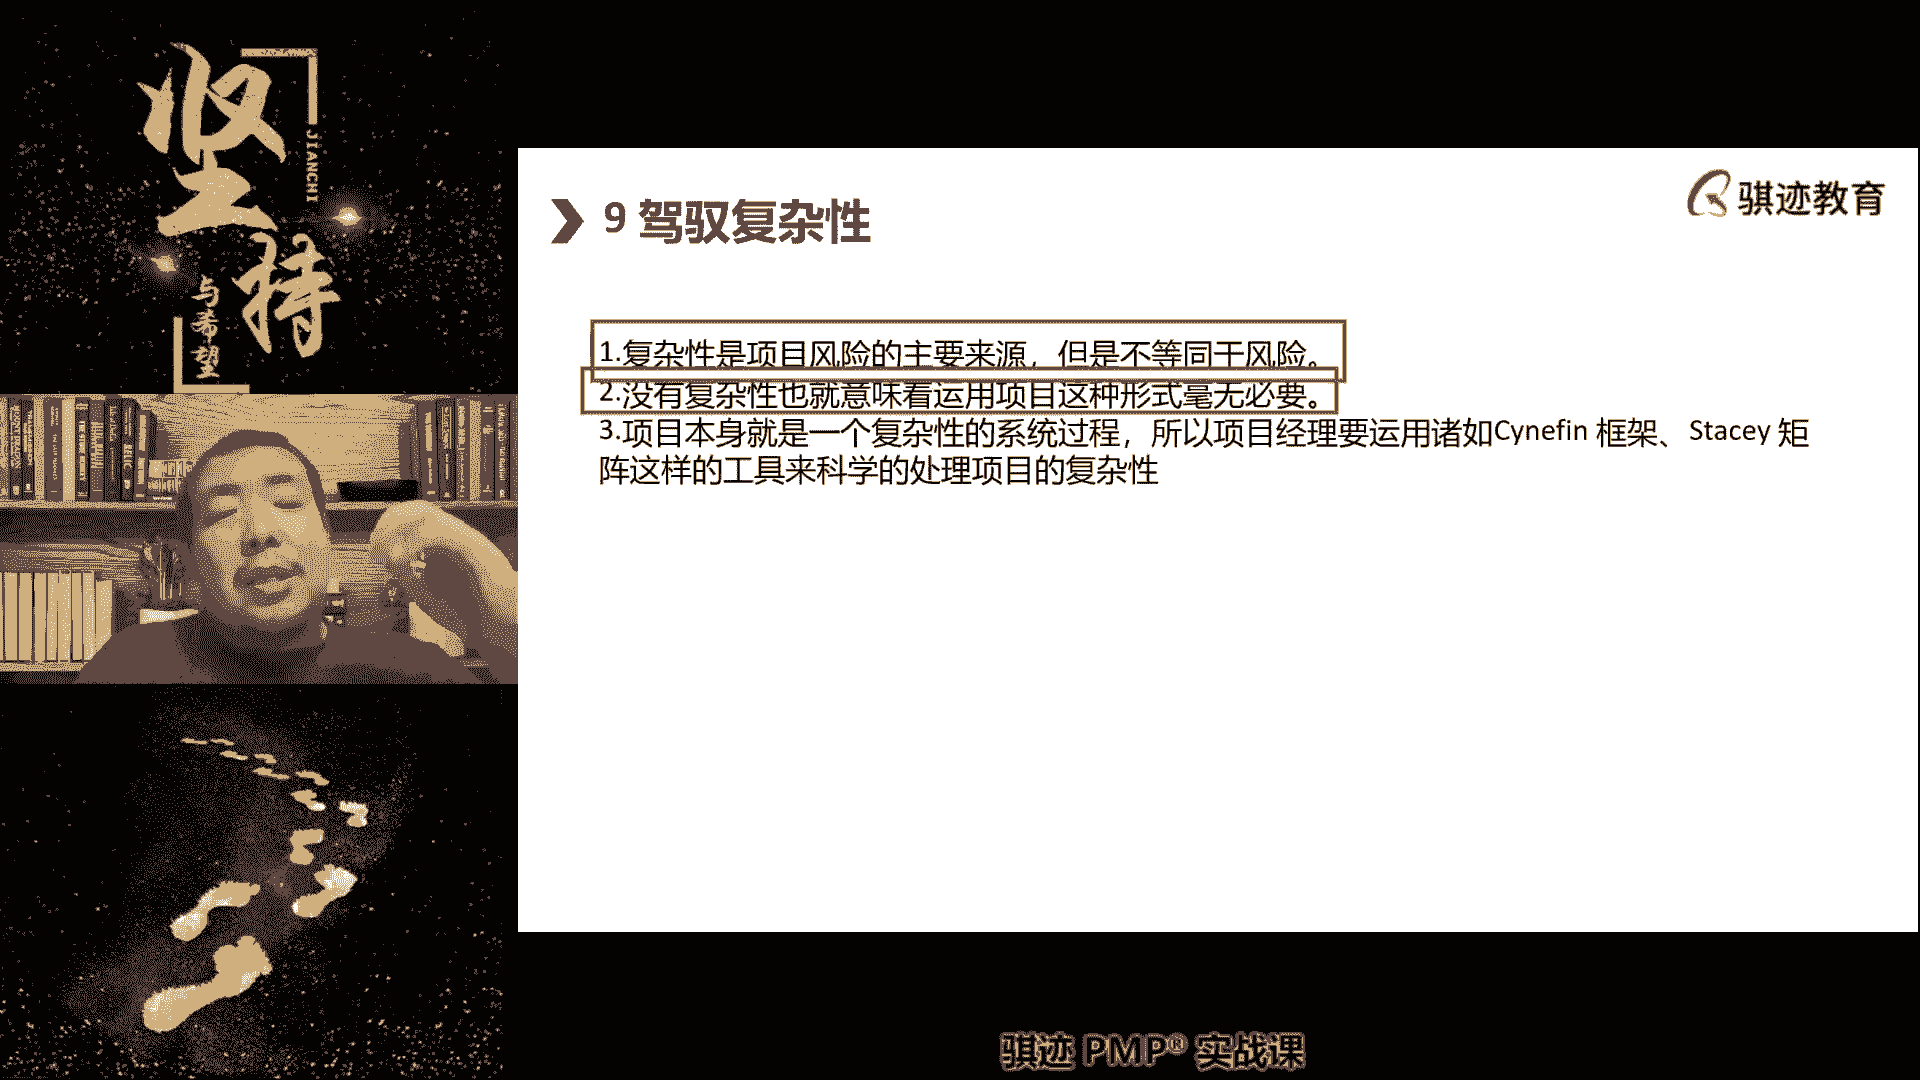 坚持
JIANCHI
与希望
骐迹教育
9 驾驭复杂性
1.复杂性是项目风险的主要来源，但是不等同于风险。
2.没有复杂性也就意味着运用项目这种形式毫无必要。
3.项目本身就是一个复杂性的系统过程，所以项目经理要运用诸如Cynefin 框架、Stacey 矩
阵这样的工具来科学的处理项目的复杂性
骐迹 PMP® 实战课